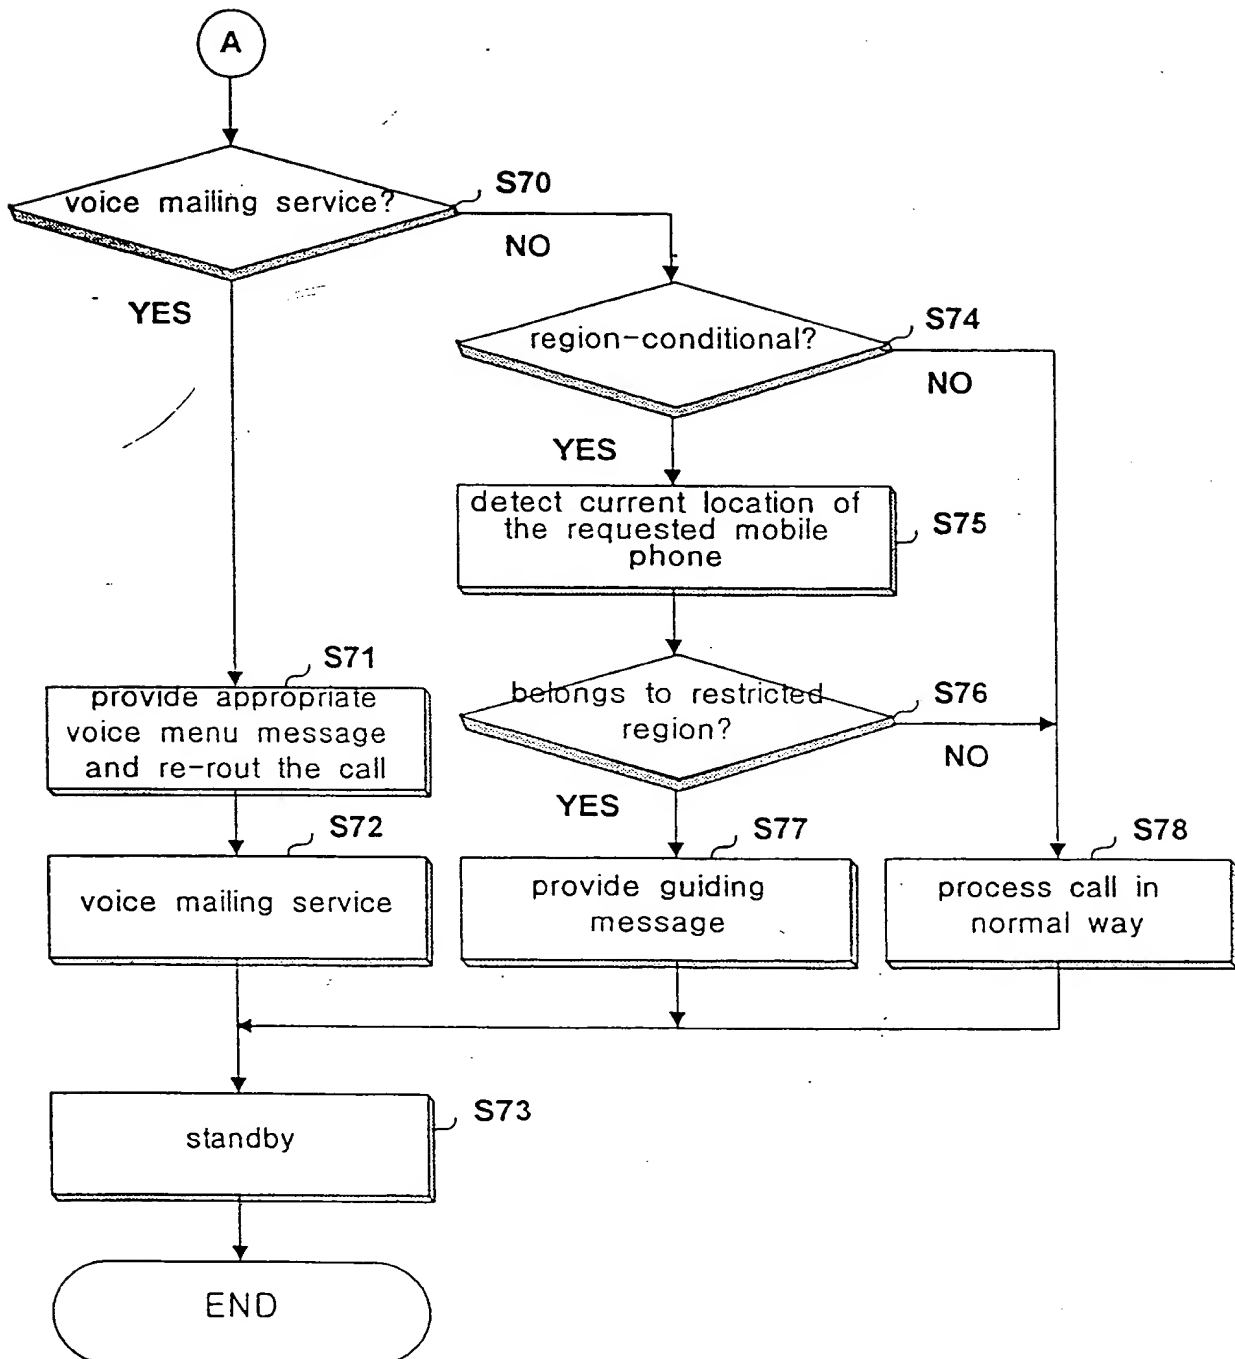 A
voice mailing service?
S70
NO
YES
region-conditional?
S74
NO
YES
detect current location of
the requested mobile
phone
S75
S71
provide appropriate
voice menu message
and re-rout the call
belongs to restricted
region?
S76
NO
YES
S72
voice mailing service
S77
provide guiding
message
S78
process call in
normal way
standby
S73
END